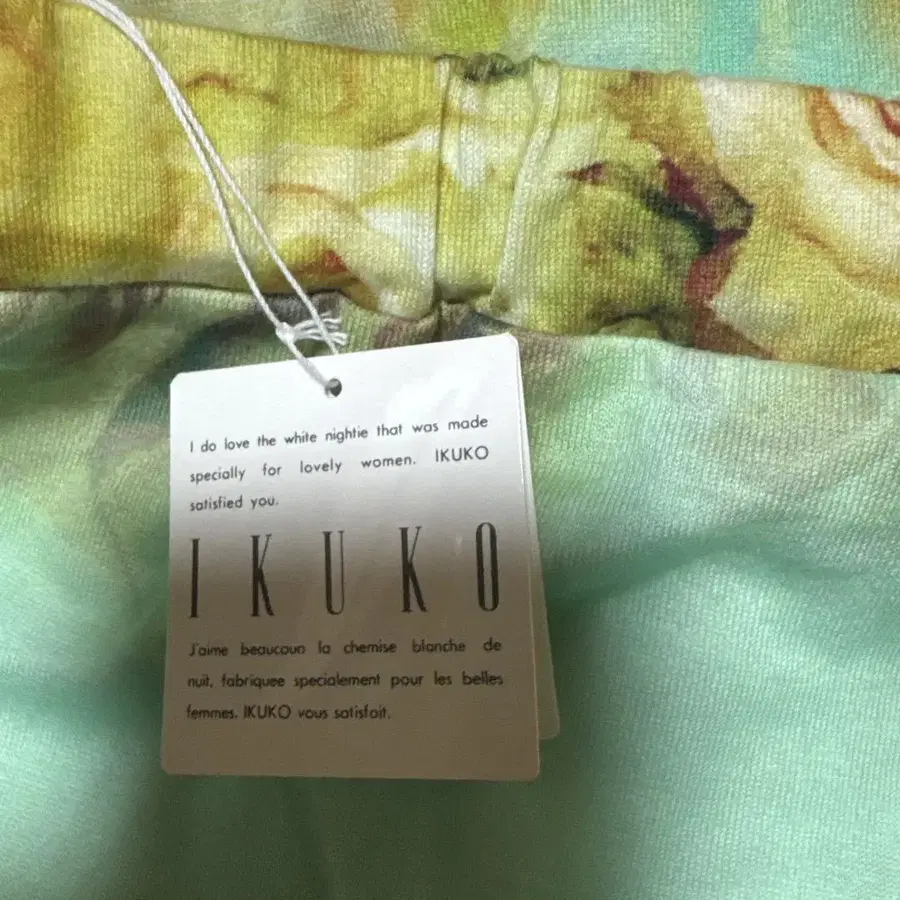 I do love the white nightie that was made
specially for lovely women. IKUKO
satisfied you.
IKUKO
J'aime beaucoup la chemise blanche de
nuit, fabriquee specialement pour les belles
femmes. IKUKO vous satisfait.